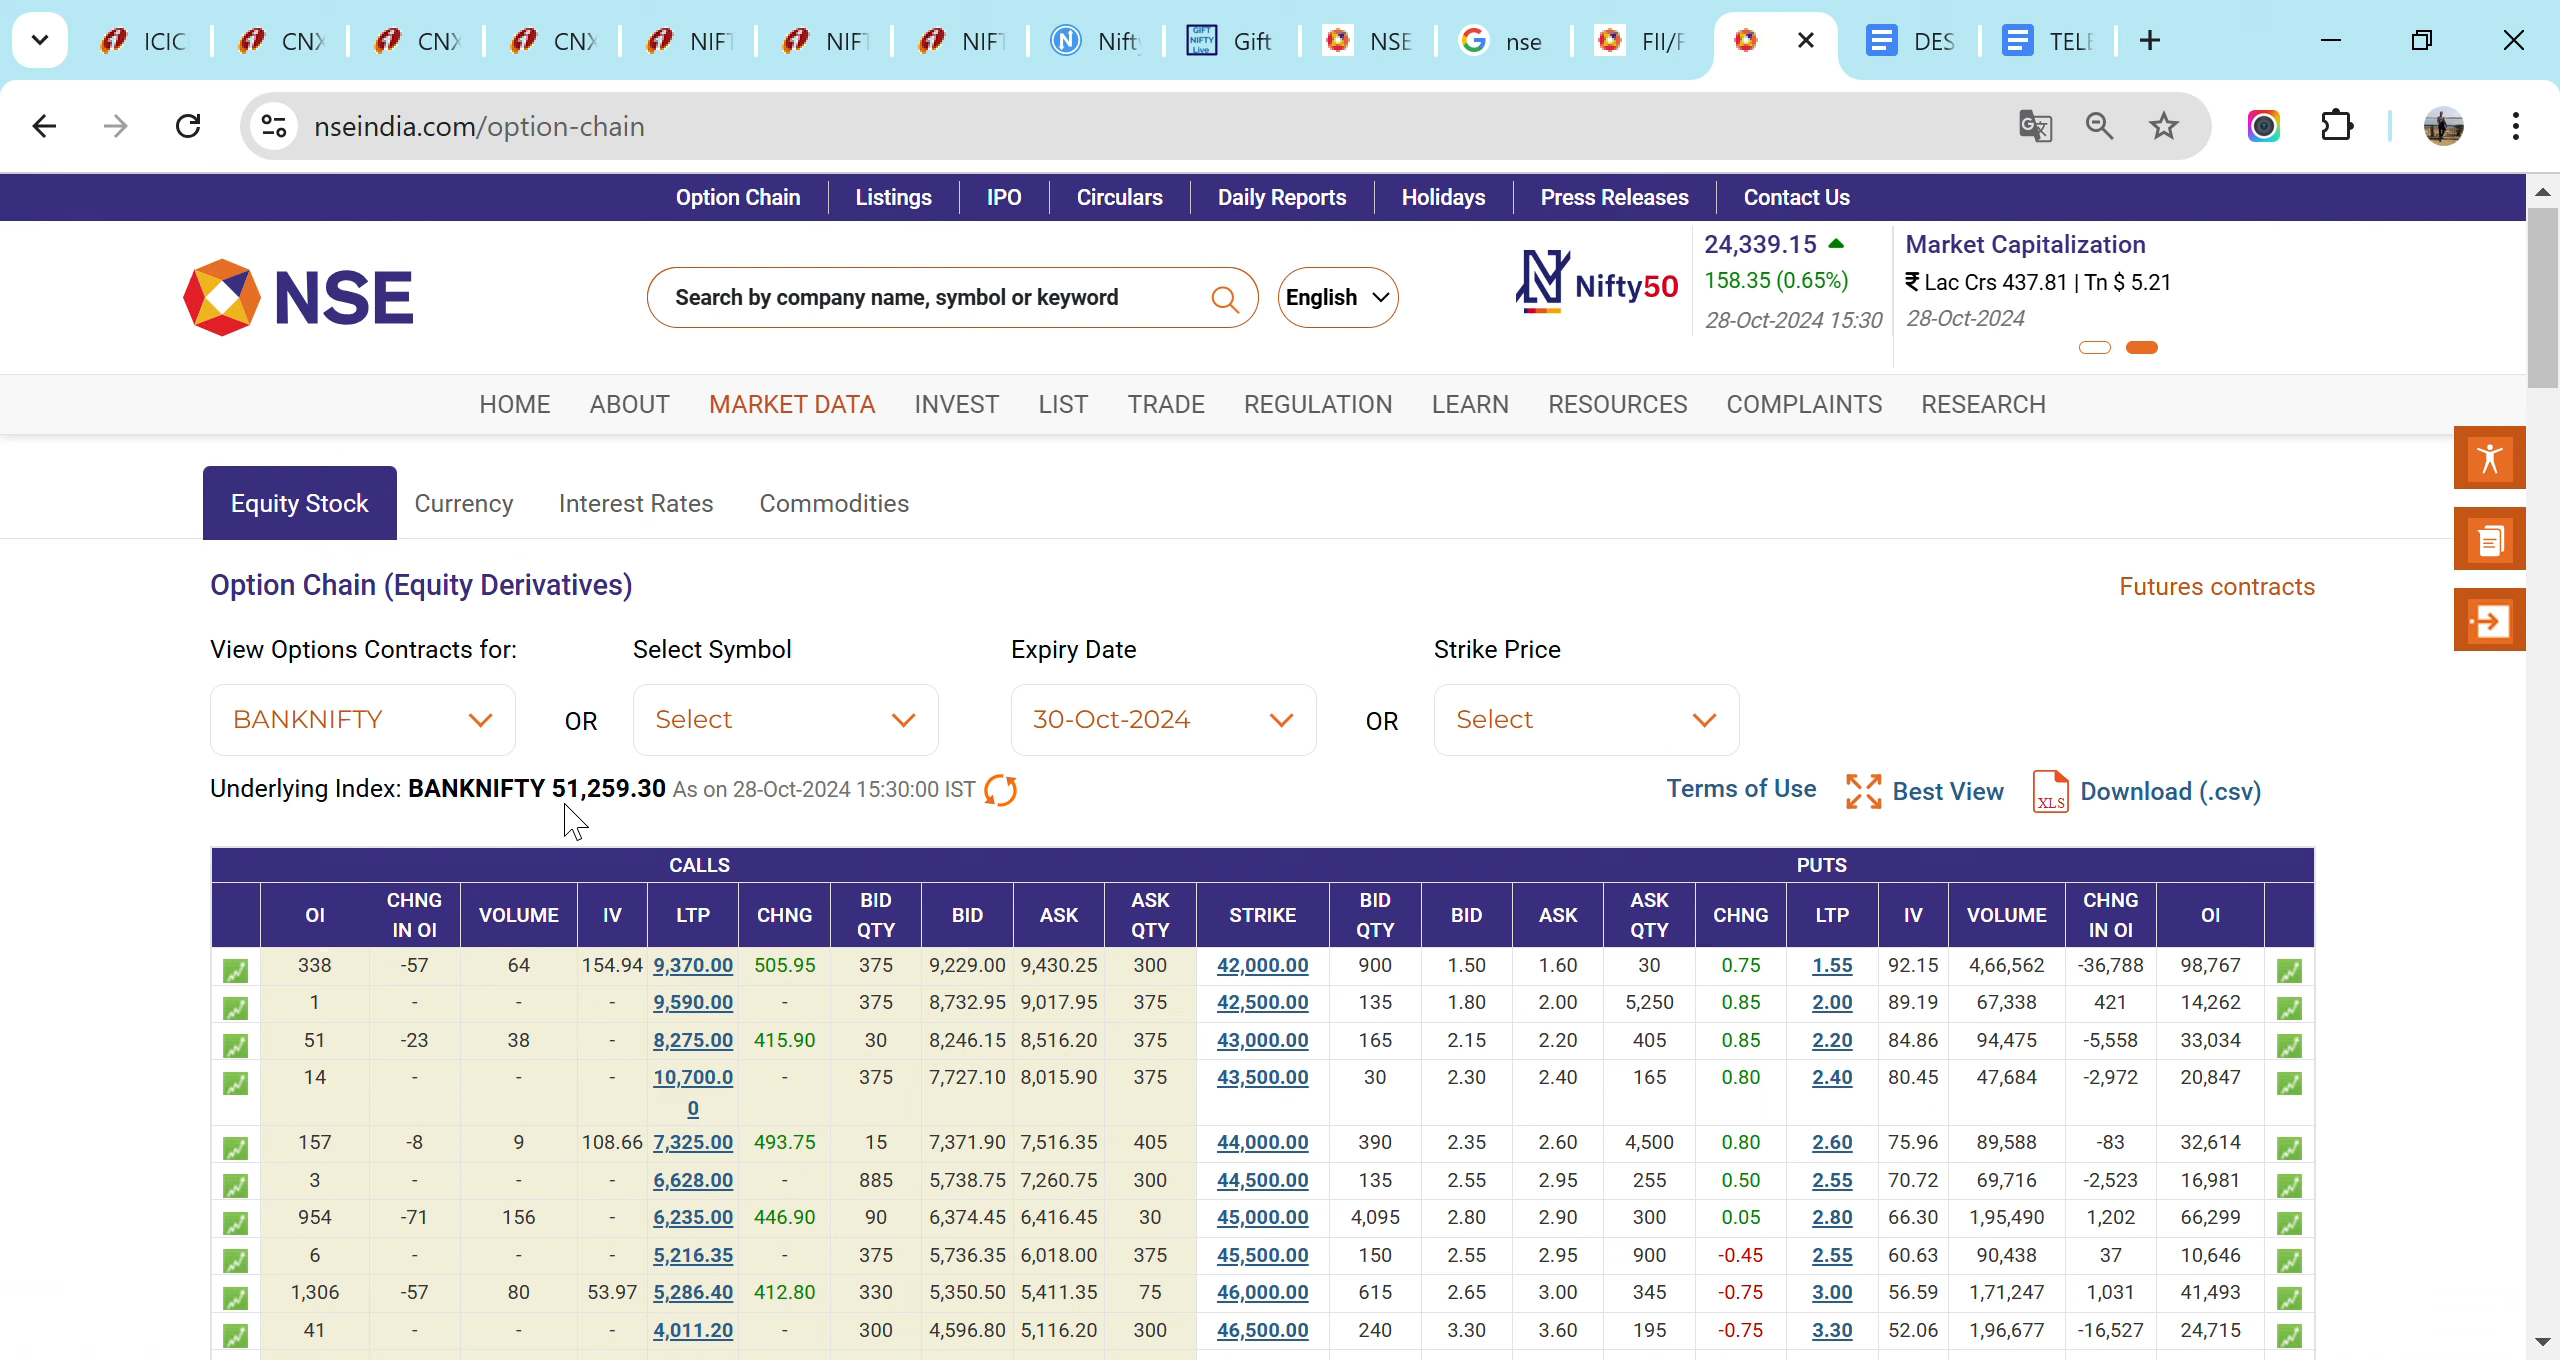 ICIC CNX CNX CNX NIFT NIFT NIFT Nifty Gift NSE nse FII/F DES TELE
nseindia.com/option-chain
Option Chain Listings IPO Circulars Daily Reports Holidays Press Releases Contact Us
NSE
Search by company name, symbol or keyword
English
Nifty50
24,339.15
158.35 (0.65%)
28-Oct-2024 15:30
Market Capitalization
₹ Lac Crs 437.81 | Tn $ 5.21
28-Oct-2024
HOME ABOUT MARKET DATA INVEST LIST TRADE REGULATION LEARN RESOURCES COMPLAINTS RESEARCH
Equity Stock Currency Interest Rates Commodities
Option Chain (Equity Derivatives) Futures contracts
View Options Contracts for: Select Symbol Expiry Date Strike Price
BANKNIFTY OR Select 30-Oct-2024 OR Select
Underlying Index: BANKNIFTY 51,259.30 As on 28-Oct-2024 15:30:00 IST Terms of Use Best View XLS Download (.csv)
CALLS PUTS
OI CHNG IN OI VOLUME IV LTP CHNG BID QTY BID ASK ASK QTY STRIKE BID QTY BID ASK ASK QTY CHNG LTP IV VOLUME CHNG IN OI OI
338 -57 64 154.94 9,370.00 505.95 375 9,229.00 9,430.25 300 42,000.00 900 1.50 1.60 30 0.75 1.55 92.15 4,66,562 -36,788 98,767
1 - - - 9,590.00 - 375 8,732.95 9,017.95 375 42,500.00 135 1.80 2.00 5,250 0.85 2.00 89.19 67,338 421 14,262
51 -23 38 - 8,275.00 415.90 30 8,246.15 8,516.20 375 43,000.00 165 2.15 2.20 405 0.85 2.20 84.86 94,475 -5,558 33,034
14 - - - 10,700.00 - 375 7,727.10 8,015.90 375 43,500.00 30 2.30 2.40 165 0.80 2.40 80.45 47,684 -2,972 20,847
157 -8 9 108.66 7,325.00 493.75 15 7,371.90 7,516.35 405 44,000.00 390 2.35 2.60 4,500 0.80 2.60 75.96 89,588 -83 32,614
3 - - - 6,628.00 - 885 5,738.75 7,260.75 300 44,500.00 135 2.55 2.95 255 0.50 2.55 70.72 69,716 -2,523 16,981
954 -71 156 - 6,235.00 446.90 90 6,374.45 6,416.45 30 45,000.00 4,095 2.80 2.90 300 0.05 2.80 66.30 1,95,490 1,202 66,299
6 - - - 5,216.35 - 375 5,736.35 6,018.00 375 45,500.00 150 2.55 2.95 900 -0.45 2.55 60.63 90,438 37 10,646
1,306 -57 80 53.97 5,286.40 412.80 330 5,350.50 5,411.35 75 46,000.00 615 2.65 3.00 345 -0.75 3.00 56.59 1,71,247 1,031 41,493
41 - - - 4,011.20 - 300 4,596.80 5,116.20 300 46,500.00 240 3.30 3.60 195 -0.75 3.30 52.06 1,96,677 -16,527 24,715